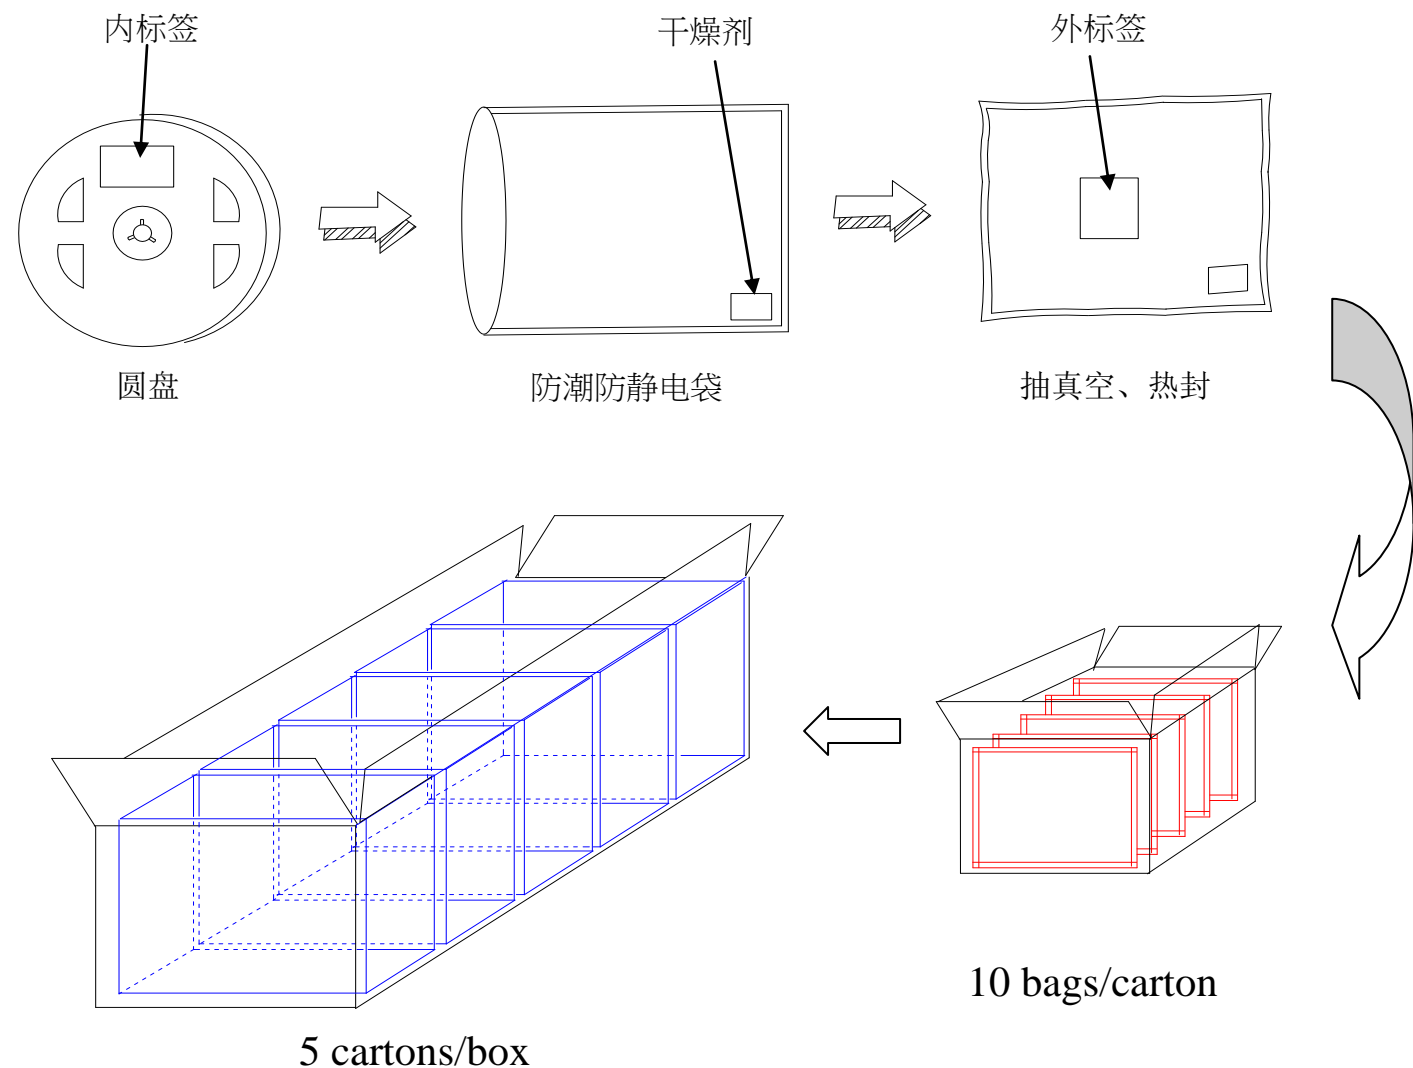 内标签
干燥剂
外标签
圆盘
防潮防静电袋
抽真空、热封
10 bags/carton
5 cartons/box